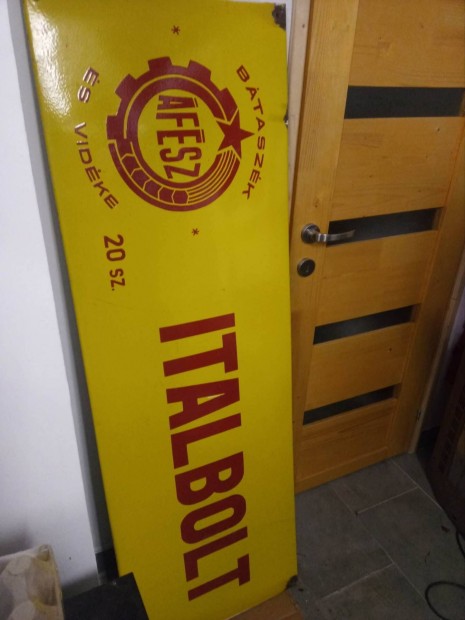 BÁTASZÉK
ÁFÉSZ
ÉS VIDÉKE
20 SZ.
ITALBOLT